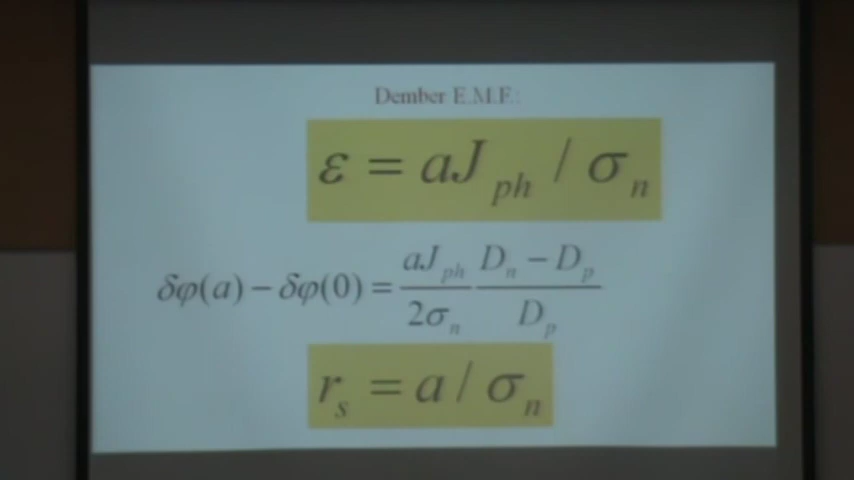 Dember E.M.F.:
ε = aJ_ph / σ_n
δφ(a) − δφ(0) = (aJ_ph / 2σ_n) (D_n − D_p / D_p)
r_s = a / σ_n